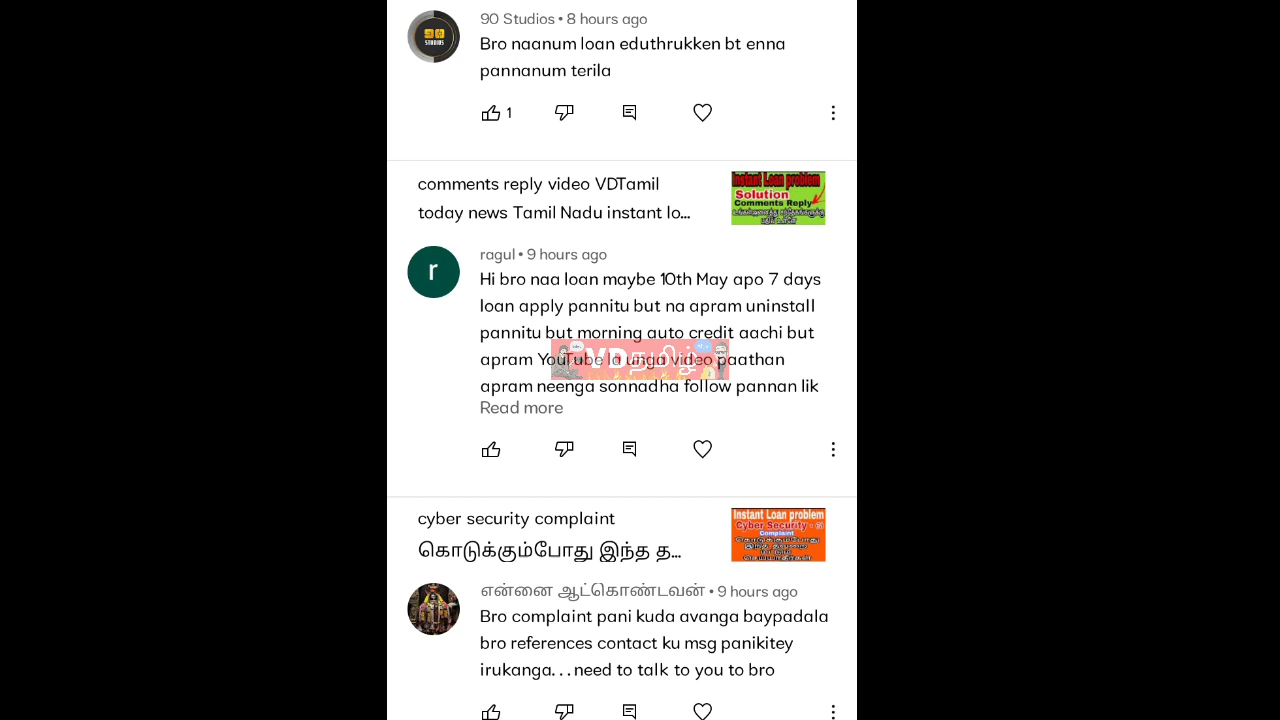 90 Studios • 8 hours ago
Bro naanum loan eduthrukken bt enna
pannanum terila
1
comments reply video VDTamil
today news Tamil Nadu instant lo...
Instant Loan problem
Solution
Comments Reply
ragul • 9 hours ago
r
Hi bro naa loan maybe 10th May apo 7 days
loan apply pannitu but na apram uninstall
pannitu but morning auto credit aachi but
apram YouTube la unga video paathan
VDதமிழ்
apram neenga sonnadha follow pannan lik
Read more
cyber security complaint
கொடுக்கும்போது இந்த த...
Instant Loan problem
Cyber Security - ல்
Complaint
கொடுக்கும்போது
இந்த தவறை
என்னை ஆட்கொண்டவன் • 9 hours ago
Bro complaint pani kuda avanga baypadala
bro references contact ku msg panikitey
irukanga...need to talk to you to bro